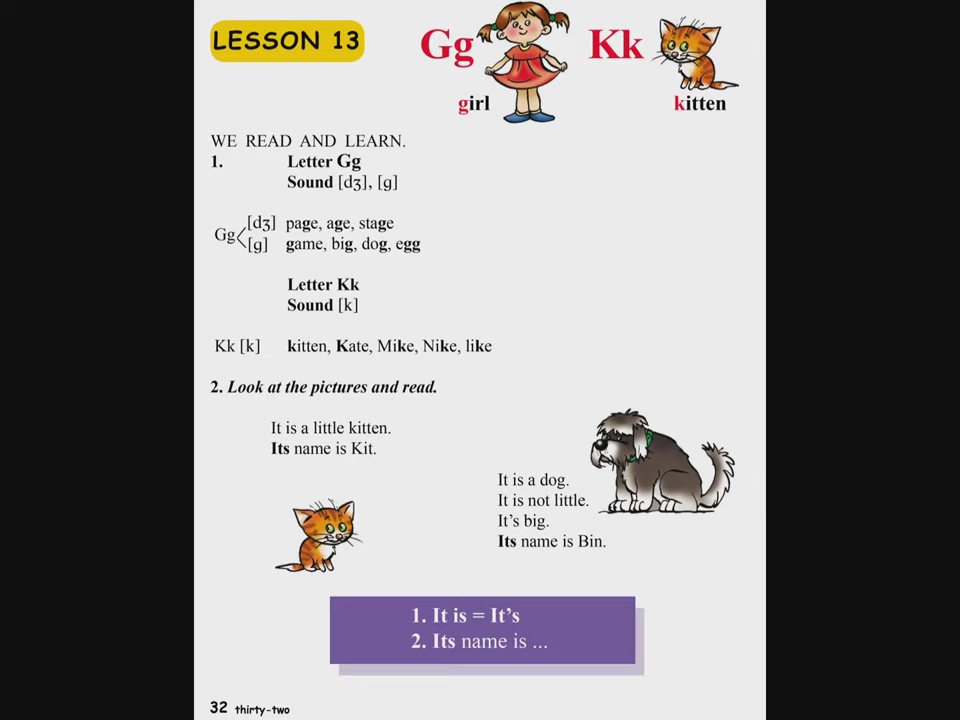 LESSON 13
Gg
Kk
girl
kitten
WE READ AND LEARN.
1. Letter Gg
Sound [dʒ], [g]
Gg
[dʒ] page, age, stage
[g] game, big, dog, egg
Letter Kk
Sound [k]
Kk [k] kitten, Kate, Mike, Nike, like
2. Look at the pictures and read.
It is a little kitten.
Its name is Kit.
It is a dog.
It is not little.
It's big.
Its name is Bin.
1. It is = It's
2. Its name is ...
32 thirty-two